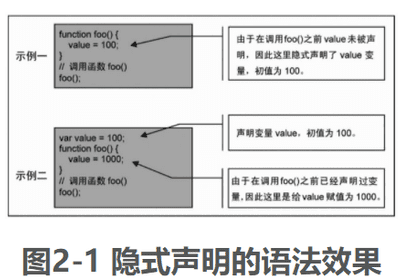 示例一
function foo() {
value = 100;
}
// 调用函数 foo()
foo();
由于在调用foo()之前 value 未被声
明，因此这里隐式声明了 value 变
量，初值为 100。
示例二
var value = 100;
function foo() {
value = 1000;
}
// 调用函数 foo()
foo();
声明变量 value，初值为 100。
由于在调用foo()之前已经声明过变
量,因此这里是给value 赋值为 1000。
图2-1 隐式声明的语法效果